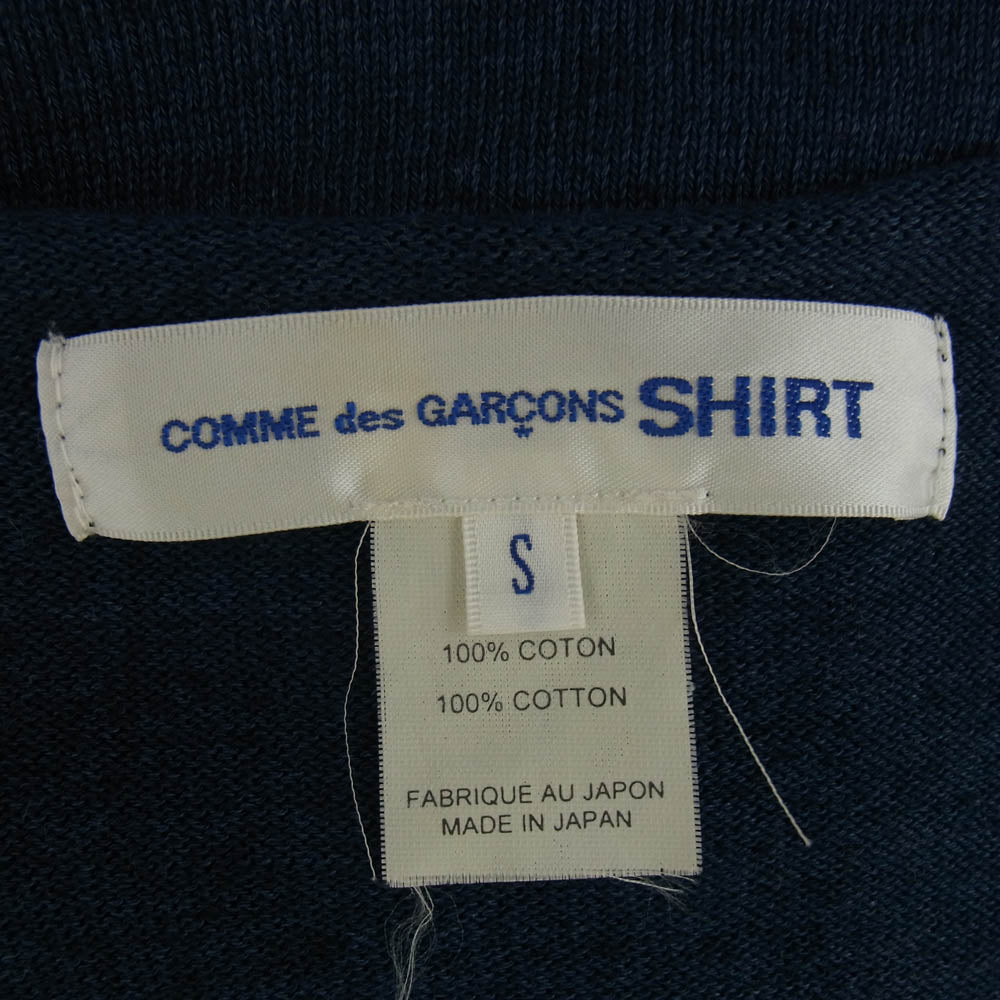 COMME des GARÇONS SHIRT
S
100% COTON
100% COTTON
FABRIQUE AU JAPON
MADE IN JAPAN